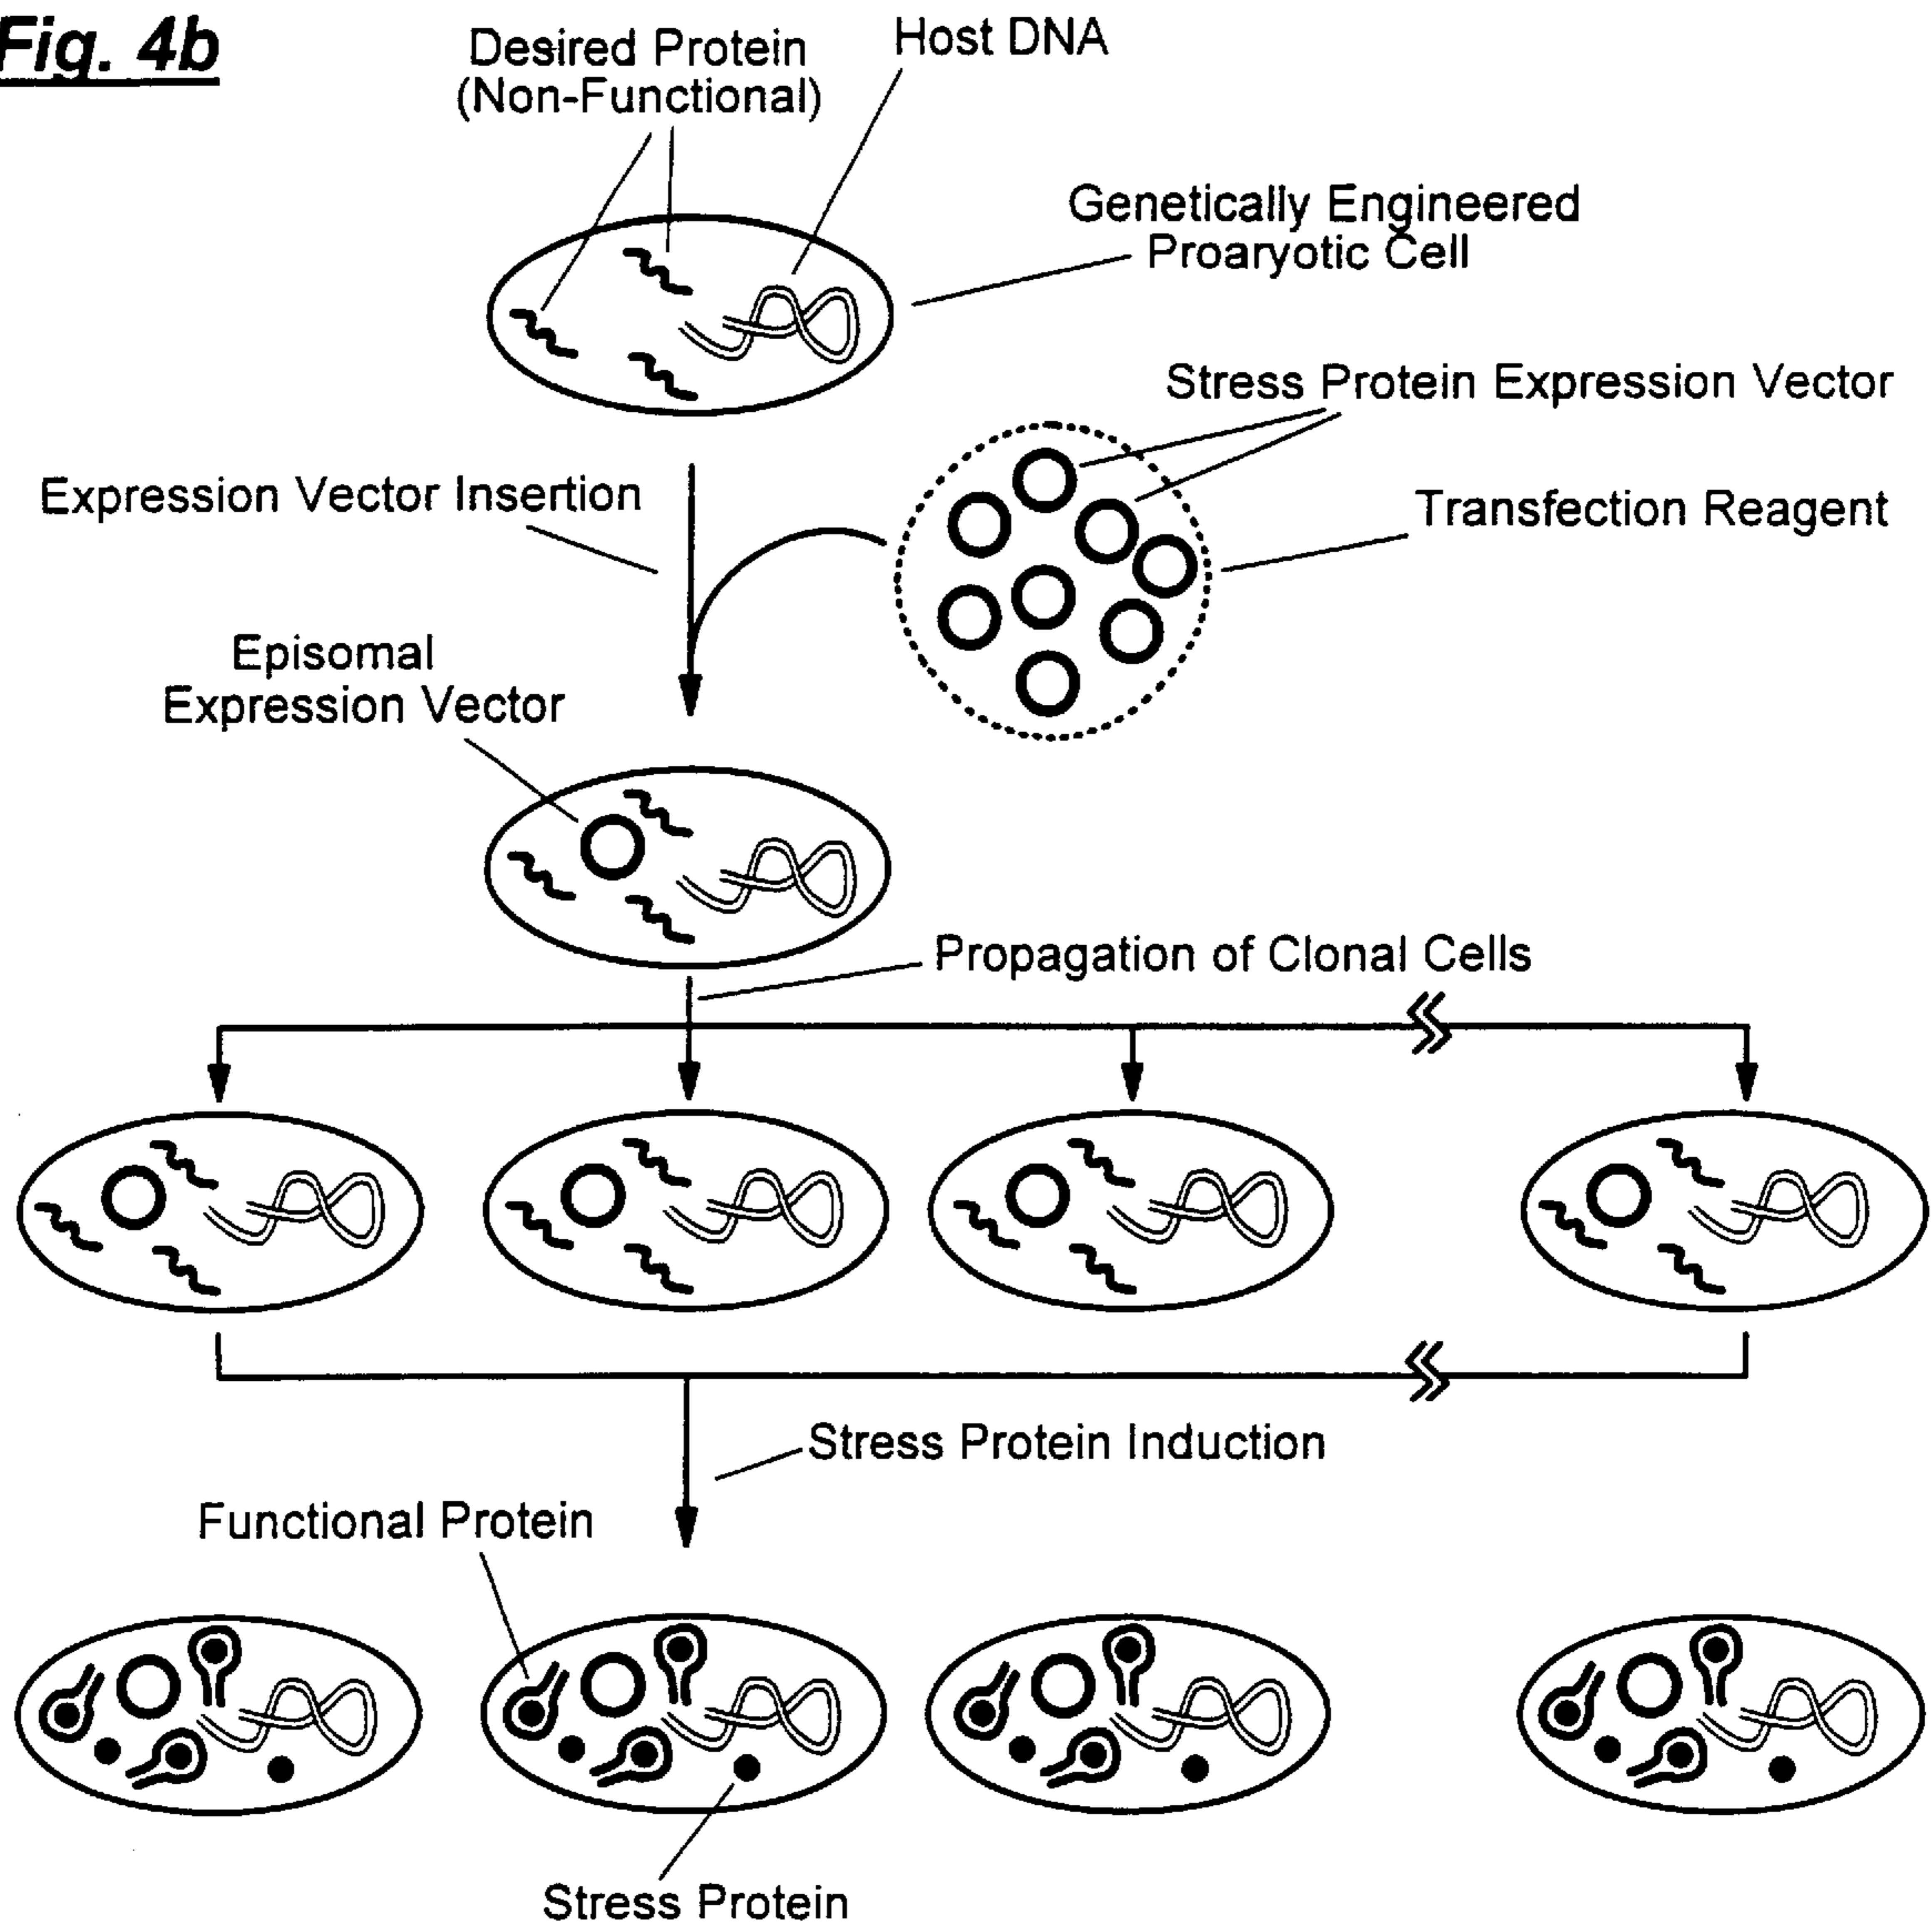 Fig. 4b
Desired Protein
(Non-Functional)
Host DNA
Genetically Engineered
Proaryotic Cell
Stress Protein Expression Vector
Expression Vector Insertion
Transfection Reagent
Episomal
Expression Vector
Propagation of Clonal Cells
Stress Protein Induction
Functional Protein
Stress Protein